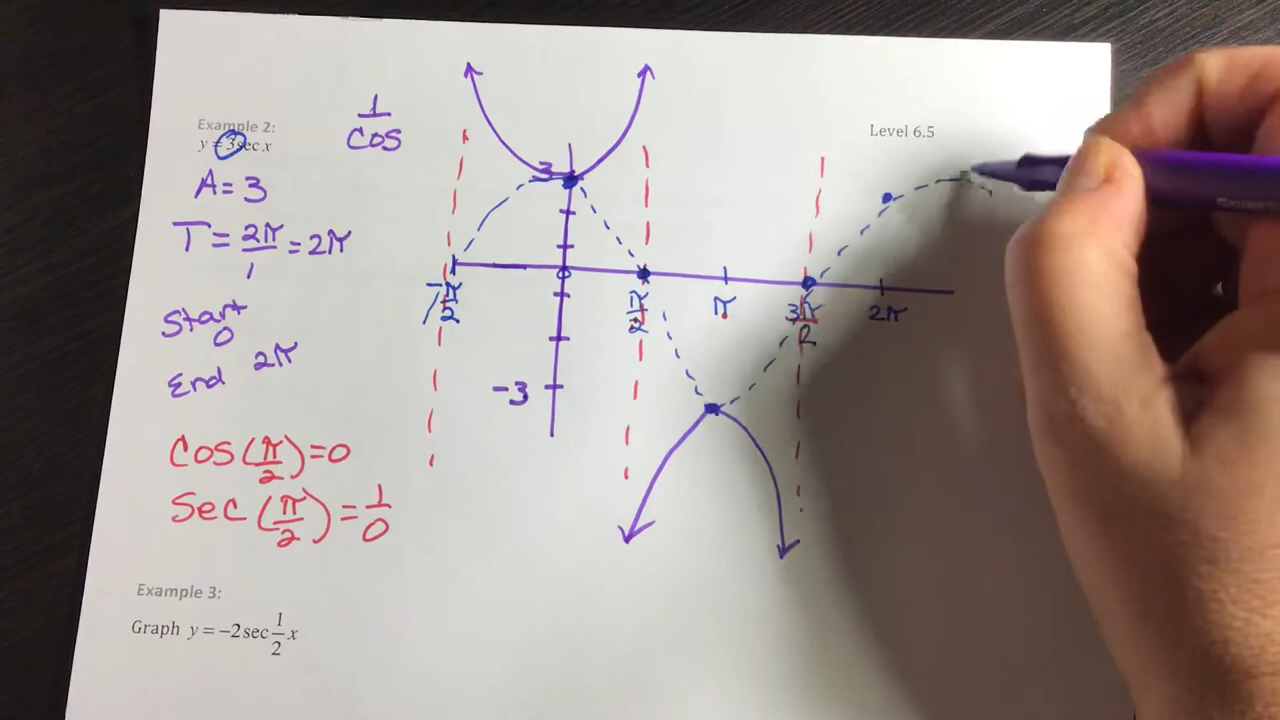 Example 2:
y = 3sec x
1
cos
Level 6.5
A = 3
T = 2π/1 = 2π
Start
0
End 2π
cos(π/2)=0
Sec(π/2)=1/0
3
0
-π/2
π/2
π
3π/2
2π
-3
Example 3:
Graph y = −2sec 1/2 x